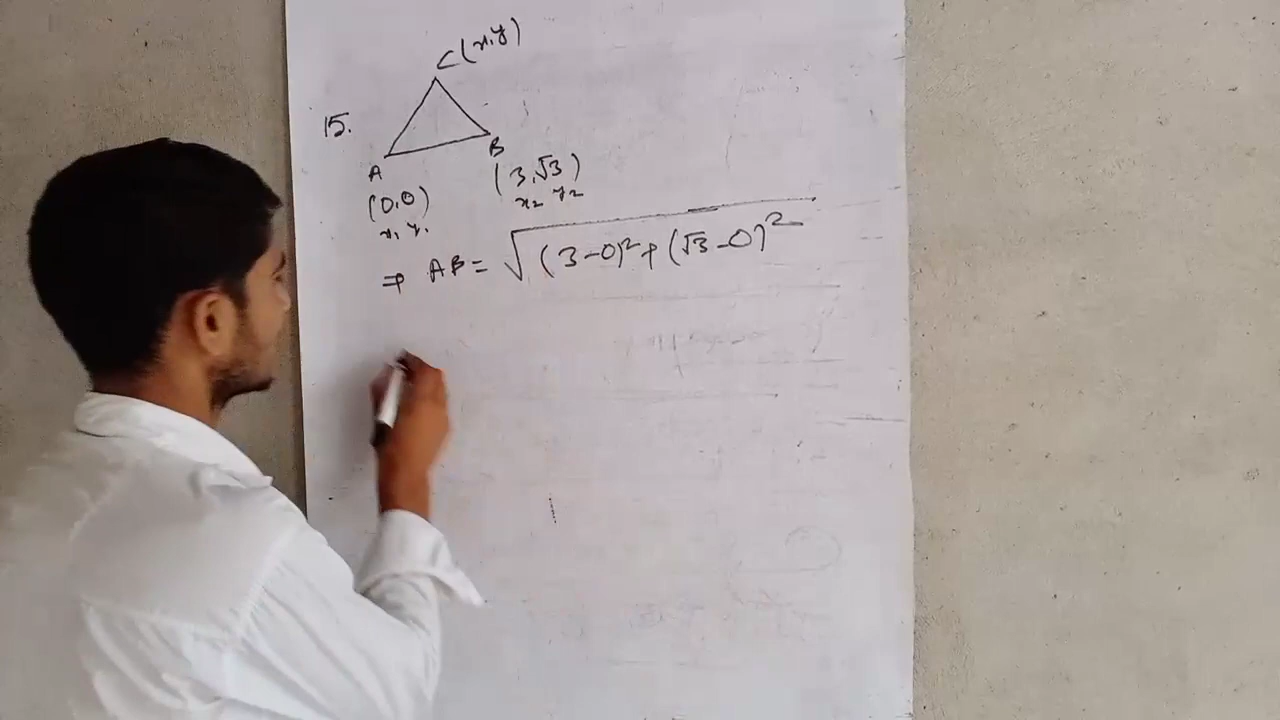 C(x,y)
15.
A
B
(0,0)
(3,√3)
x₁ y₁
x₂ y₂
⇒ AB = √(3-0)²+(√3-0)²